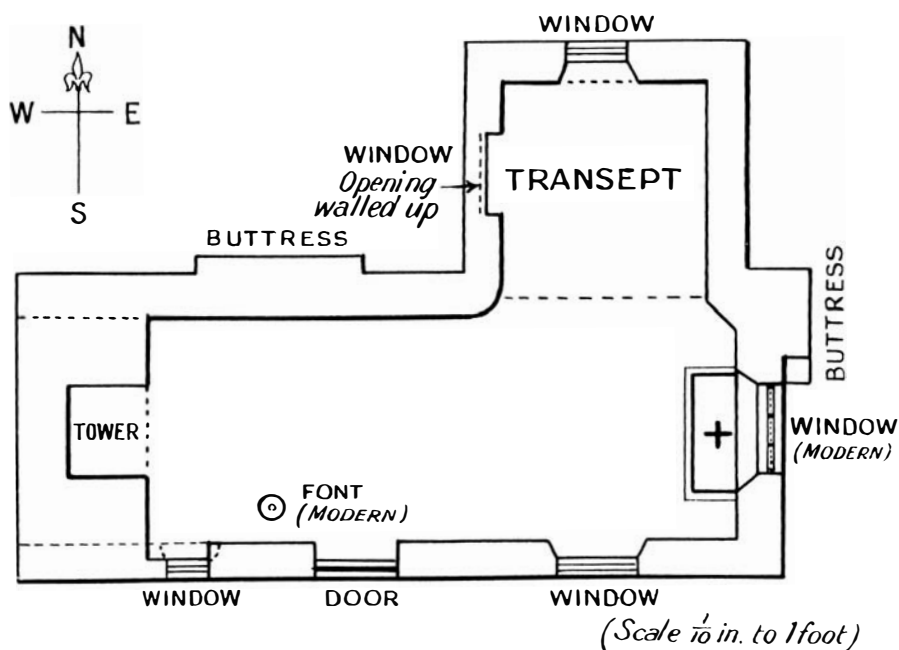 WINDOW
N
W E
S
WINDOW
Opening
walled up
TRANSEPT
BUTTRESS
BUTTRESS
TOWER
WINDOW
(MODERN)
FONT
(MODERN)
WINDOW DOOR WINDOW
(Scale 1/10 in. to 1 foot)